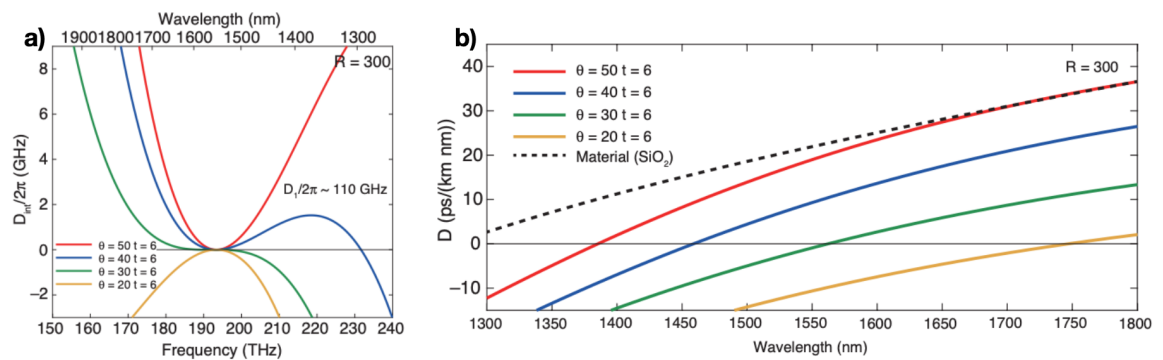 a)
Wavelength (nm)
1900 1800 1700 1600 1500 1400 1300
R = 300
D_int/2π (GHz)
8
6
4
2
0
−2
D_1/2π ~ 110 GHz
θ = 50 t = 6
θ = 40 t = 6
θ = 30 t = 6
θ = 20 t = 6
150 160 170 180 190 200 210 220 230 240
Frequency (THz)
b)
R = 300
D (ps/(km nm))
40
30
20
10
0
−10
θ = 50 t = 6
θ = 40 t = 6
θ = 30 t = 6
θ = 20 t = 6
Material (SiO₂)
1300 1350 1400 1450 1500 1550 1600 1650 1700 1750 1800
Wavelength (nm)